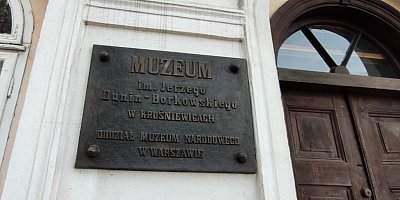 MUZEUM
im. Jerzego
Dunin-Borkowskiego
W KROŚNIEWICACH
ODDZIAŁ MUZEUM NARODOWEGO
W WARSZAWIE